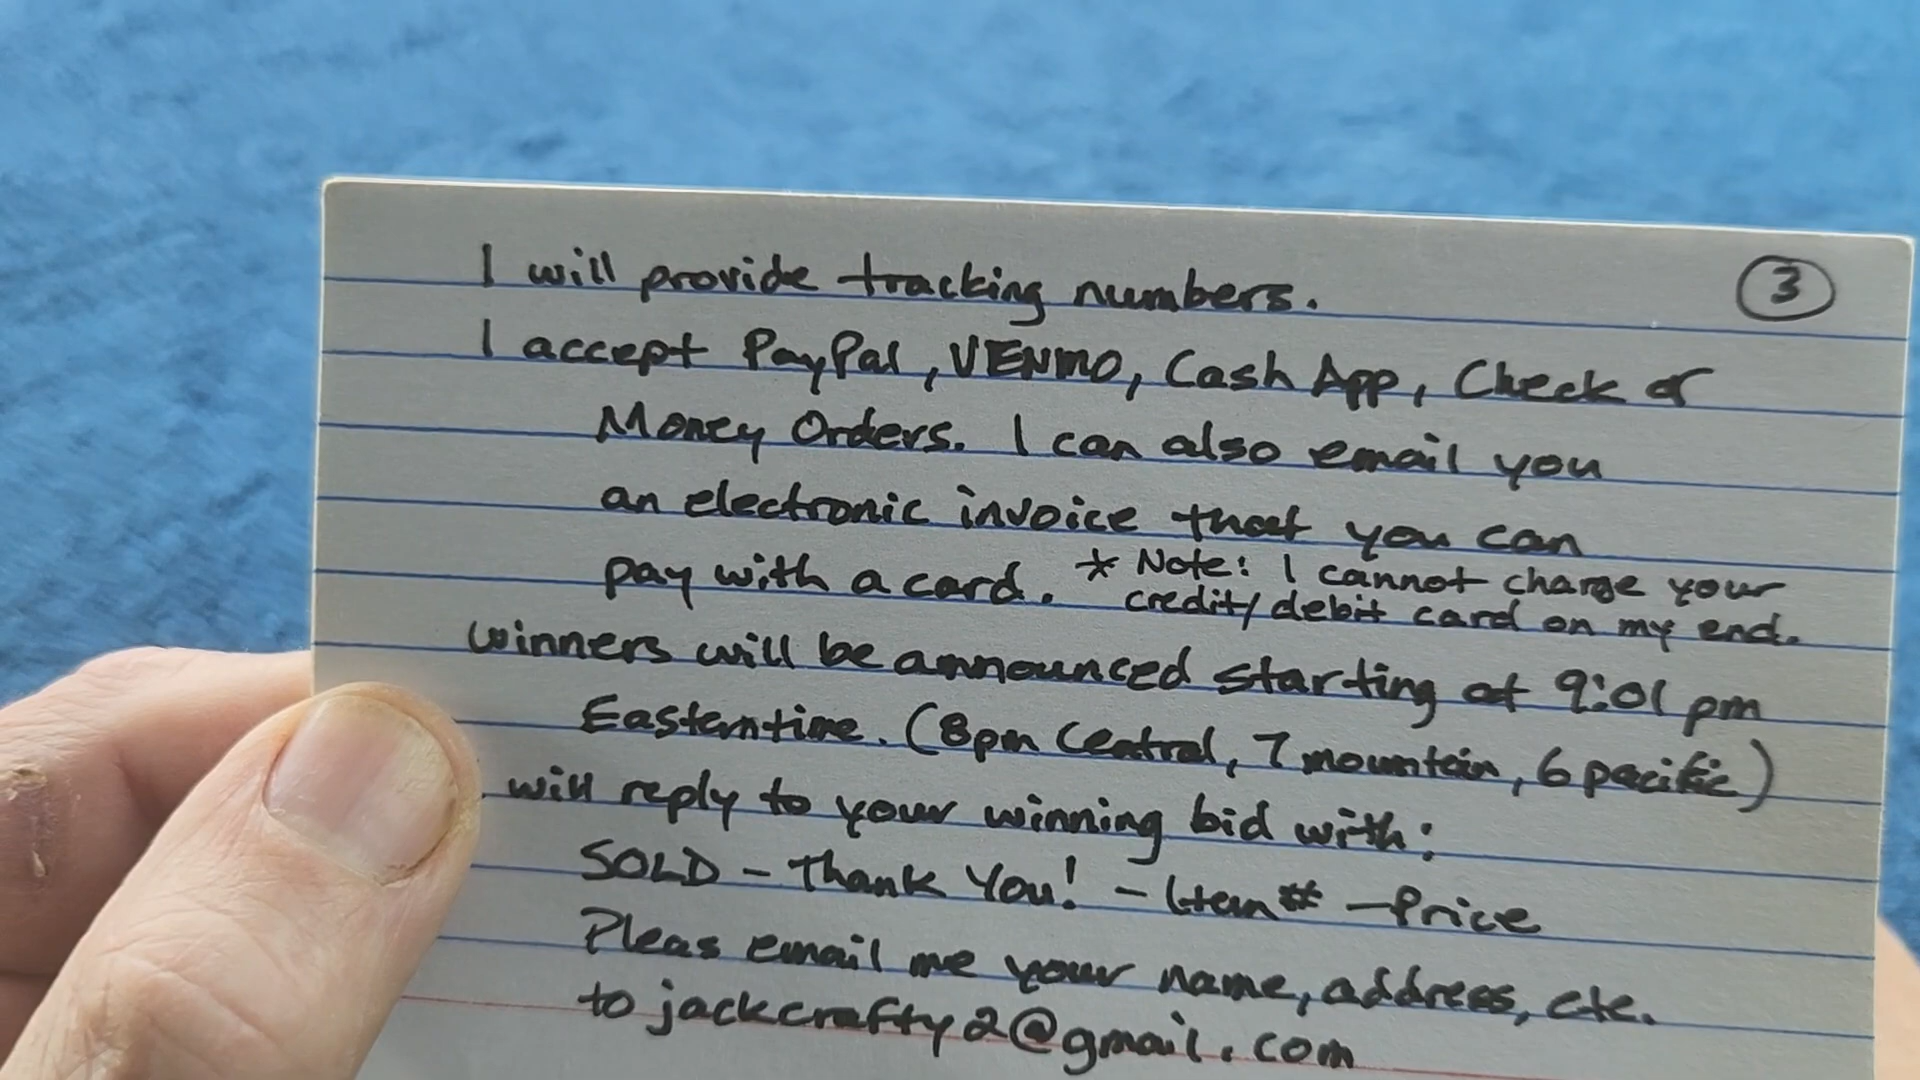 3
I will provide tracking numbers.
I accept PayPal, VENMO, Cash App, Check or
Money Orders. I can also email you
an electronic invoice that you can
pay with a card. * Note: I cannot charge your
credit/debit card on my end.
Winners will be announced starting at 9:01 pm
Eastern time. (8pm Central, 7 mountain, 6 pacific)
will reply to your winning bid with:
SOLD - Thank You! - Item # - Price
Pleas email me your name, address, etc.
to jackcrafty2@gmail.com